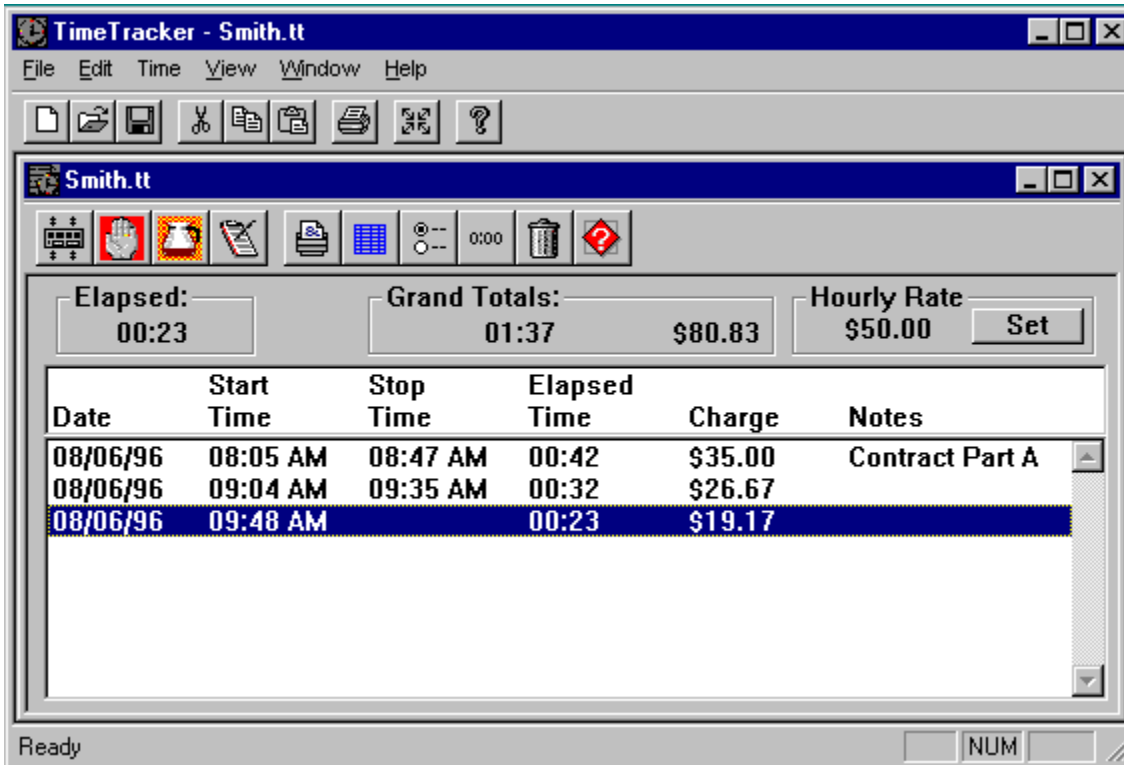 TimeTracker - Smith.tt
File Edit Time View Window Help
Smith.tt
0:00
Elapsed: Grand Totals: Hourly Rate
00:23 01:37 $80.83 $50.00 Set
Start Stop Elapsed
Date Time Time Time Charge Notes
08/06/96 08:05 AM 08:47 AM 00:42 $35.00 Contract Part A
08/06/96 09:04 AM 09:35 AM 00:32 $26.67
08/06/96 09:48 AM 00:23 $19.17
Ready NUM